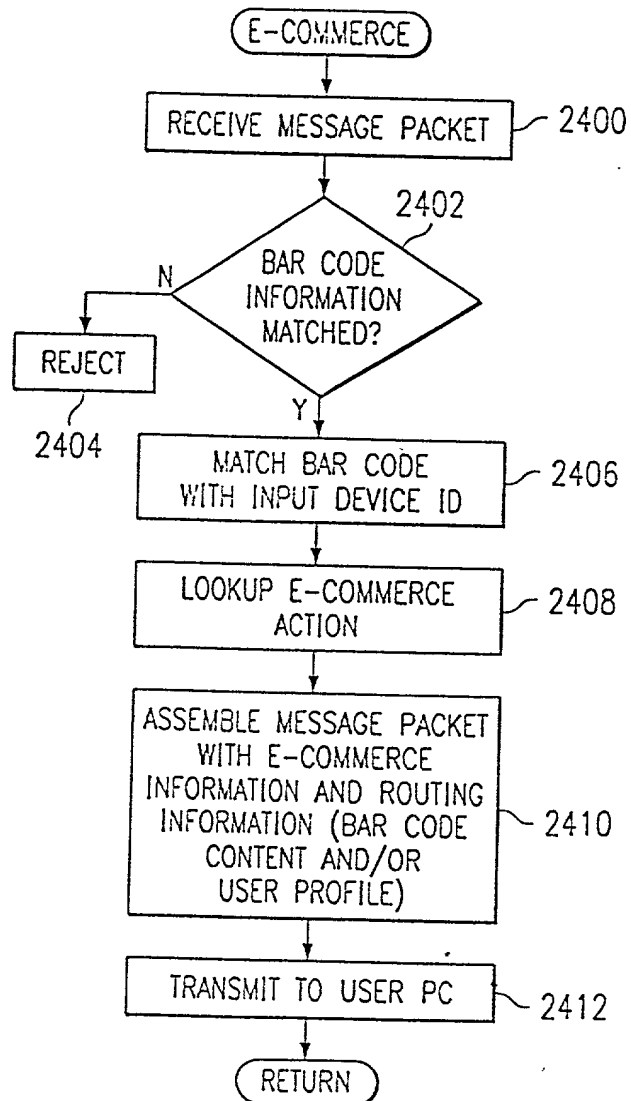 E-COMMERCE
RECEIVE MESSAGE PACKET
2400
2402
BAR CODE
INFORMATION
MATCHED?
N
REJECT
2404
Y
MATCH BAR CODE
WITH INPUT DEVICE ID
2406
LOOKUP E-COMMERCE
ACTION
2408
ASSEMBLE MESSAGE PACKET
WITH E-COMMERCE
INFORMATION AND ROUTING
INFORMATION (BAR CODE
CONTENT AND/OR
USER PROFILE)
2410
TRANSMIT TO USER PC
2412
RETURN